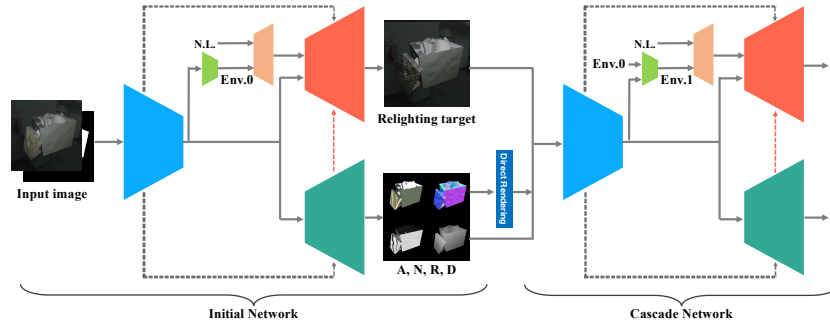 N.L.
Env.0
Relighting target
Input image
Direct Rendering
A, N, R, D
Initial Network
N.L.
Env.0
Env.1
Cascade Network